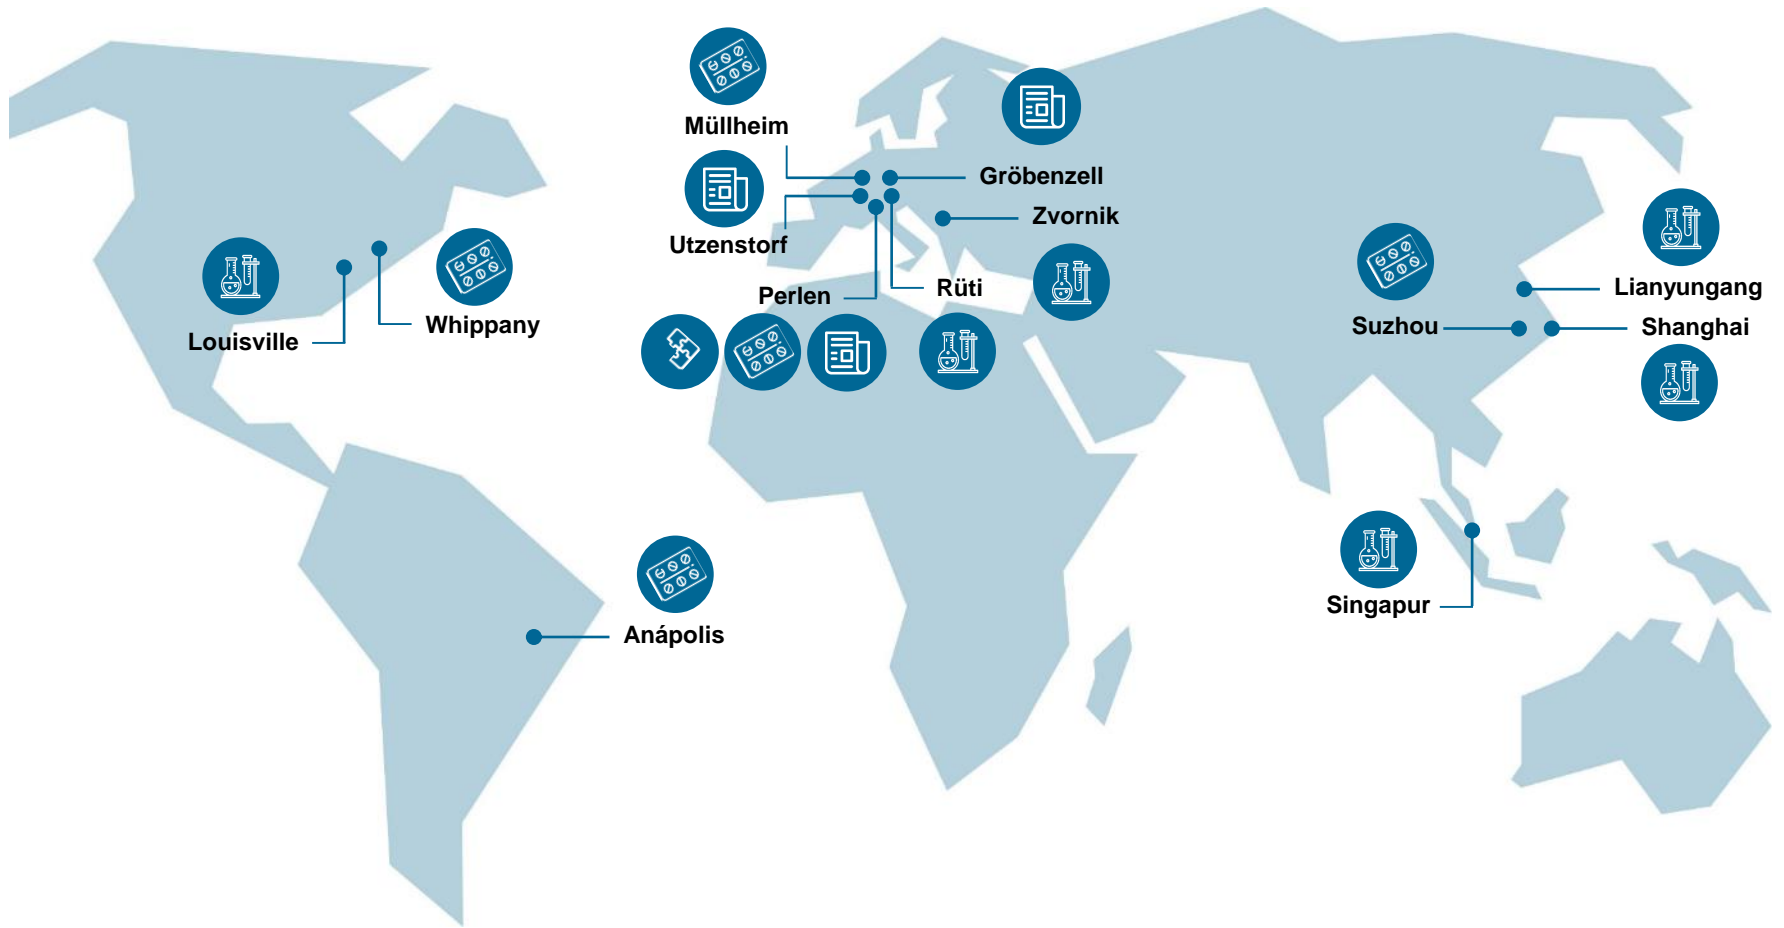 Müllheim
Gröbenzell
Zvornik
Utzenstorf
Perlen
Rüti
Louisville
Whippany
Lianyungang
Suzhou
Shanghai
Singapur
Anápolis